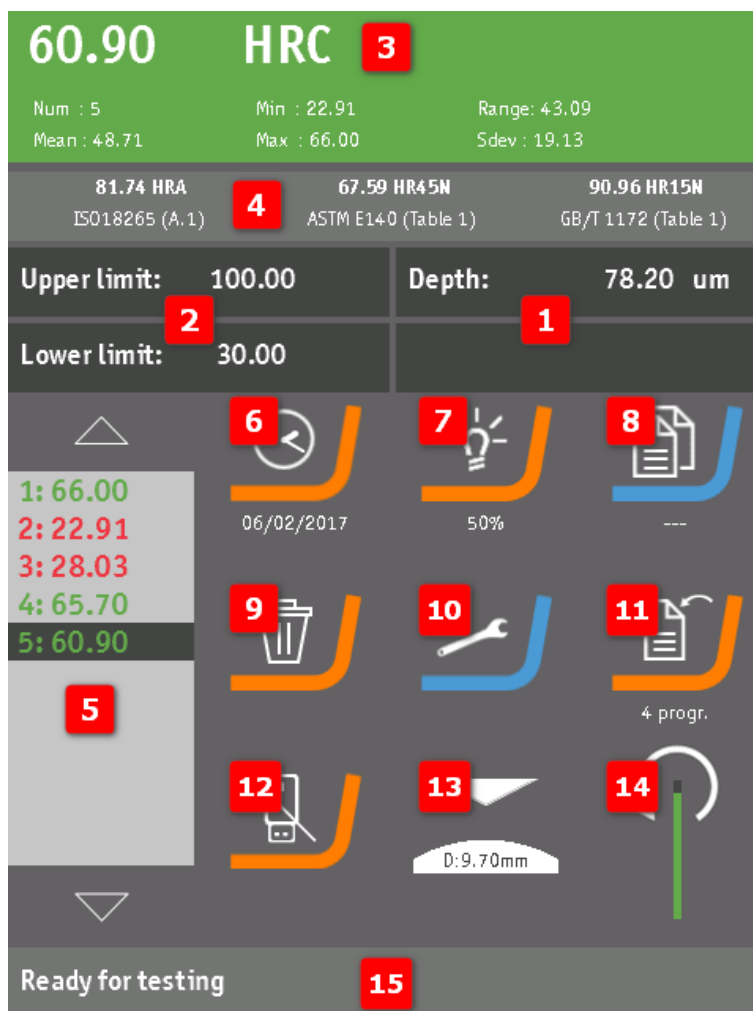 60.90 HRC 3
Num : 5 Min : 22.91 Range: 43.09
Mean : 48.71 Max : 66.00 Sdev : 19.13
81.74 HRA 67.59 HR45N 90.96 HR15N
4
ISO18265 (A.1) ASTM E140 (Table 1) GB/T 1172 (Table 1)
Upper limit: 100.00 Depth: 78.20 um
2 1
Lower limit: 30.00
6 7 8
1: 66.00
2: 22.91
06/02/2017 50% ---
3: 28.03
4: 65.70
9 10 11
5: 60.90
5
4 progr.
12 13 14
D:9.70mm
Ready for testing 15